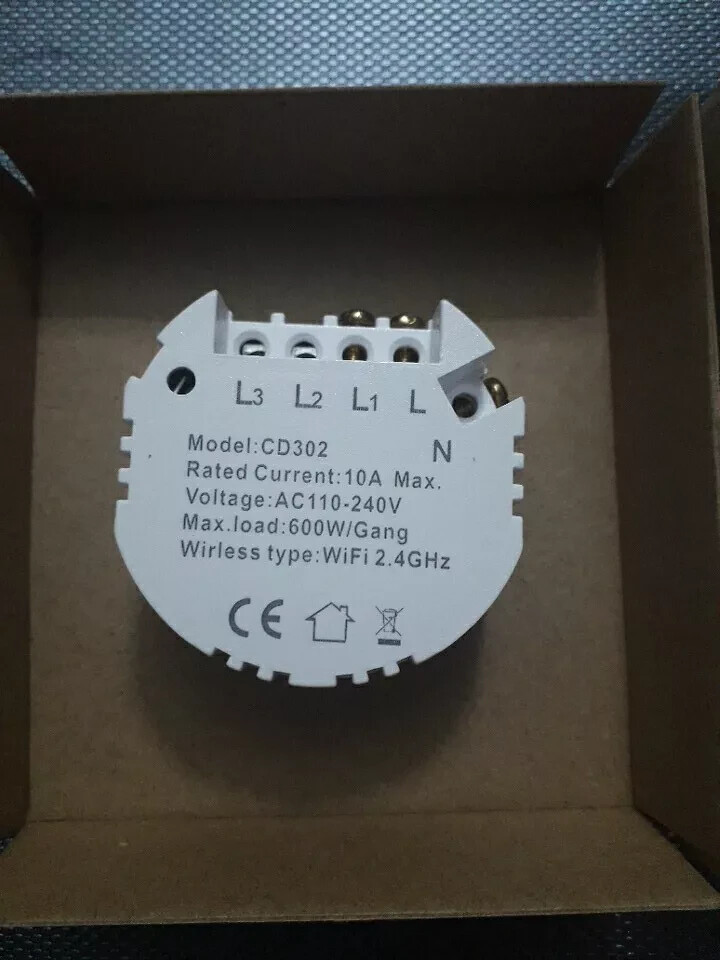 L3 L2 L1 L
N
Model:CD302
Rated Current:10A Max.
Voltage:AC110-240V
Max.load:600W/Gang
Wirless type:WiFi 2.4GHz
CE